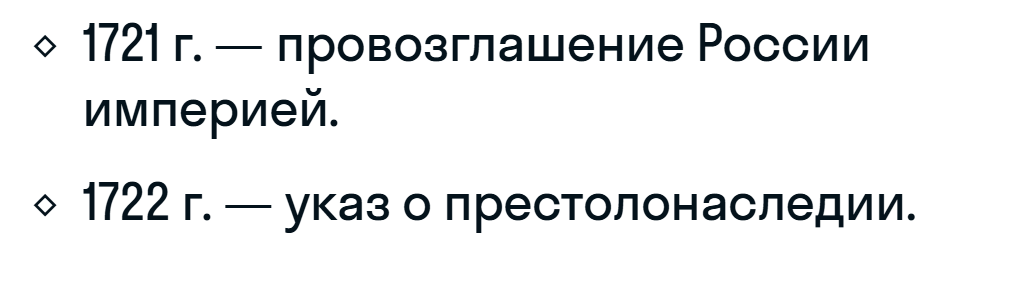 ◇ 1721 г. — провозглашение России
империей.
◇ 1722 г. — указ о престолонаследии.